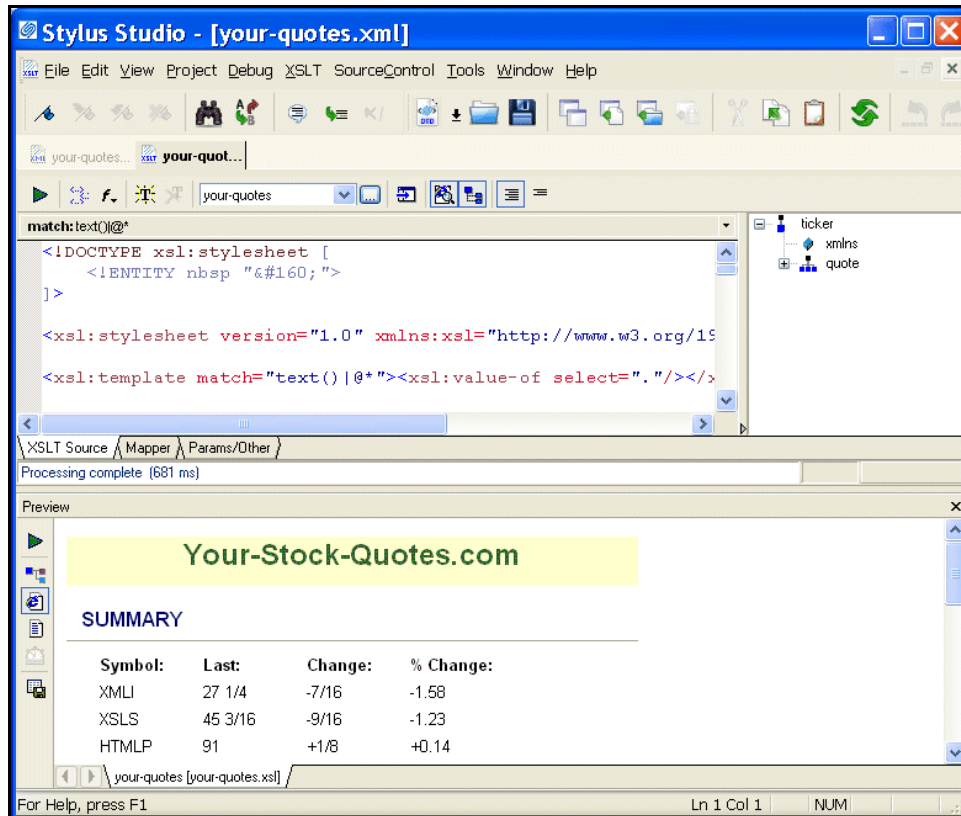 Stylus Studio - [your-quotes.xml]
File Edit View Project Debug XSLT SourceControl Tools Window Help
your-quotes... your-quot...
your-quotes
match:text()|@*
<!DOCTYPE xsl:stylesheet [
<!ENTITY nbsp "&#160;">
]>
<xsl:stylesheet version="1.0" xmlns:xsl="http://www.w3.org/19
<xsl:template match="text()|@*"><xsl:value-of select="."/></x
ticker
xmlns
quote
XSLT Source Mapper Params/Other
Processing complete (681 ms)
Preview
Your-Stock-Quotes.com
SUMMARY
Symbol: Last: Change: % Change:
XMLI 27 1/4 -7/16 -1.58
XSLS 45 3/16 -9/16 -1.23
HTMLP 91 +1/8 +0.14
your-quotes [your-quotes.xsl]
For Help, press F1 Ln 1 Col 1 NUM